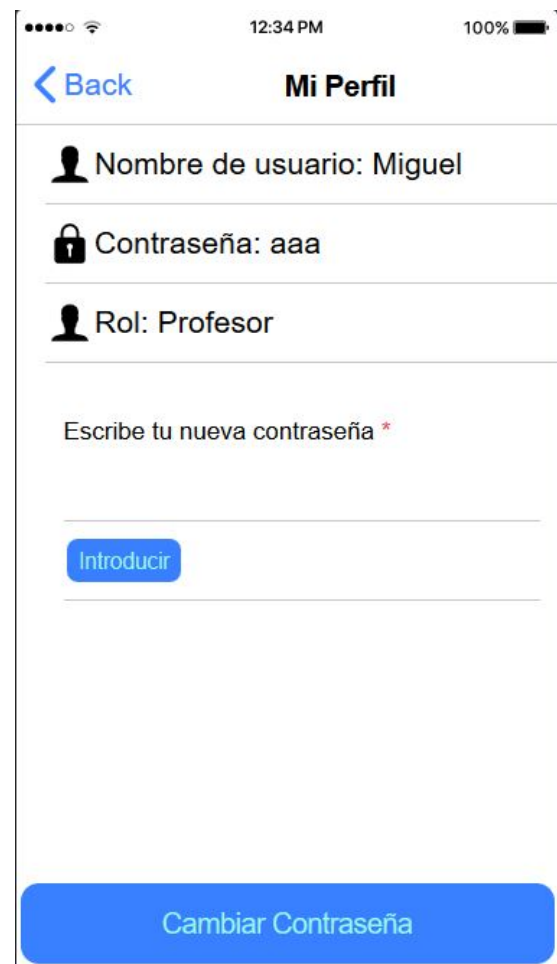 12:34 PM
100%
Back
Mi Perfil
Nombre de usuario: Miguel
Contraseña: aaa
Rol: Profesor
Escribe tu nueva contraseña *
Introducir
Cambiar Contraseña